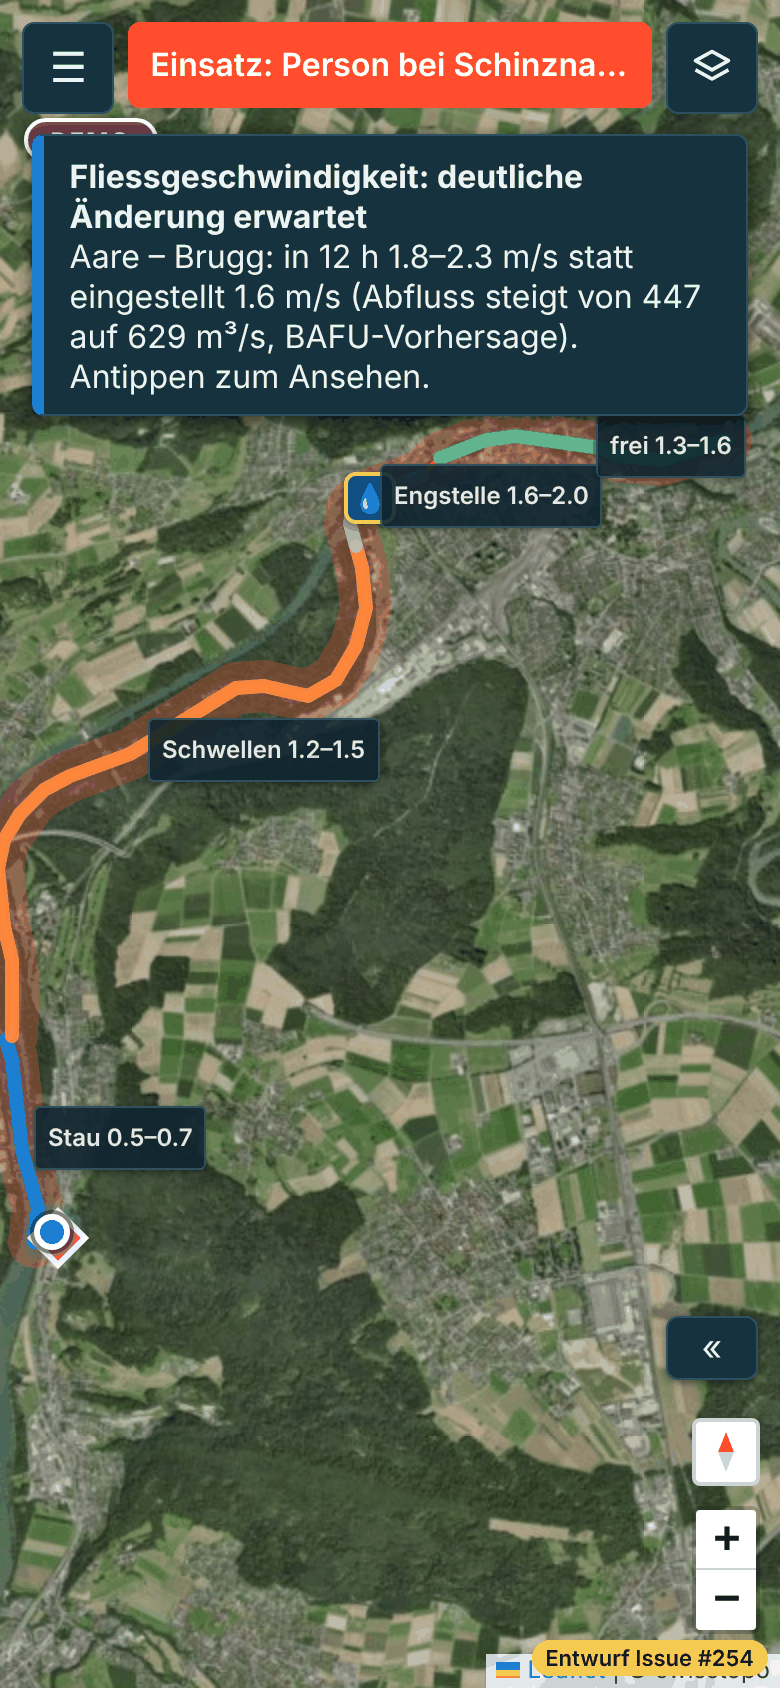 Einsatz: Person bei Schinzna...
Fliessgeschwindigkeit: deutliche
Änderung erwartet
Aare – Brugg: in 12 h 1.8–2.3 m/s statt
eingestellt 1.6 m/s (Abfluss steigt von 447
auf 629 m³/s, BAFU-Vorhersage).
Antippen zum Ansehen.
frei 1.3–1.6
Engstelle 1.6–2.0
Schwellen 1.2–1.5
Stau 0.5–0.7
«
+
−
Entwurf Issue #254